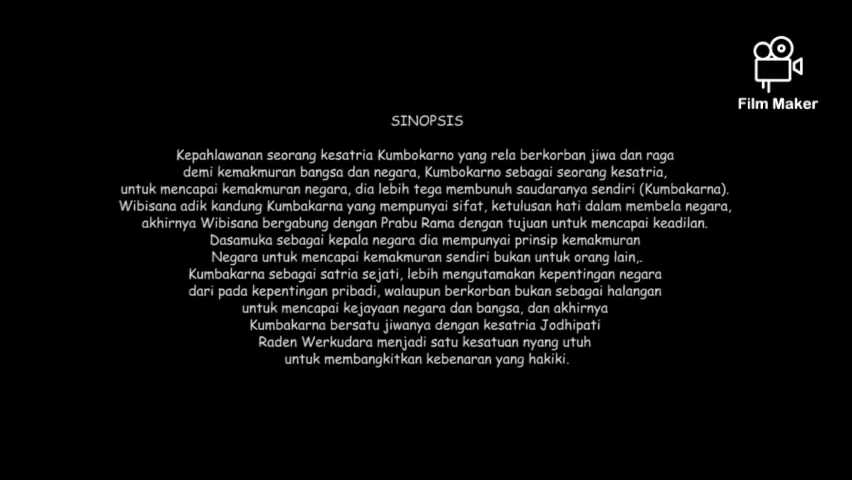 Film Maker
SINOPSIS
Kepahlawanan seorang kesatria Kumbokarno yang rela berkorban jiwa dan raga
demi kemakmuran bangsa dan negara, Kumbokarno sebagai seorang kesatria,
untuk mencapai kemakmuran negara, dia lebih tega membunuh saudaranya sendiri (Kumbakarna).
Wibisana adik kandung Kumbakarna yang mempunyai sifat, ketulusan hati dalam membela negara,
akhirnya Wibisana bergabung dengan Prabu Rama dengan tujuan untuk mencapai keadilan.
Dasamuka sebagai kepala negara dia mempunyai prinsip kemakmuran
Negara untuk mencapai kemakmuran sendiri bukan untuk orang lain,.
Kumbakarna sebagai satria sejati, lebih mengutamakan kepentingan negara
dari pada kepentingan pribadi, walaupun berkorban bukan sebagai halangan
untuk mencapai kejayaan negara dan bangsa, dan akhirnya
Kumbakarna bersatu jiwanya dengan kesatria Jodhipati
Raden Werkudara menjadi satu kesatuan nyang utuh
untuk membangkitkan kebenaran yang hakiki.